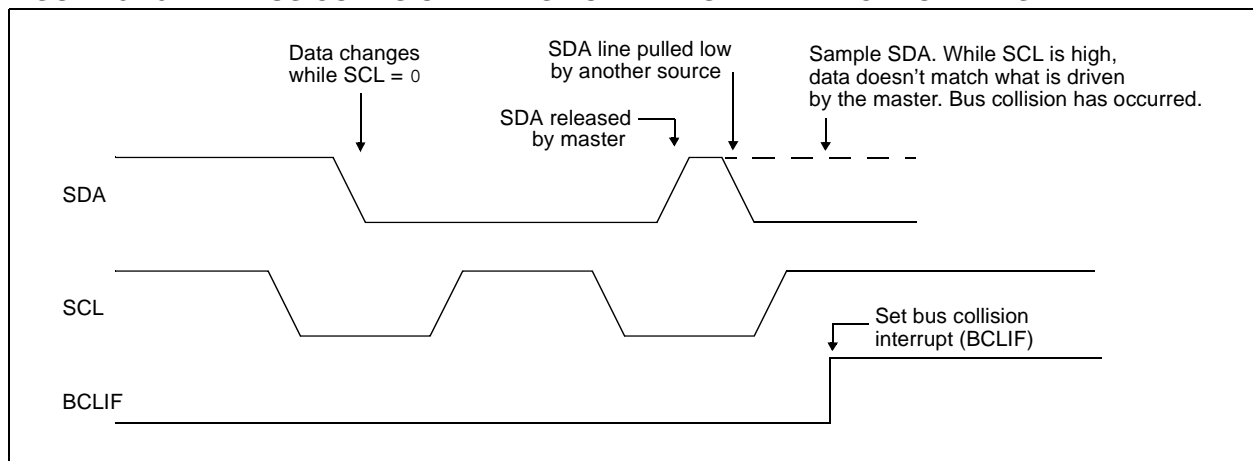 Data changes
while SCL = 0
SDA line pulled low
by another source
SDA released
by master
Sample SDA. While SCL is high,
data doesn't match what is driven
by the master. Bus collision has occurred.
SDA
SCL
Set bus collision
interrupt (BCLIF)
BCLIF